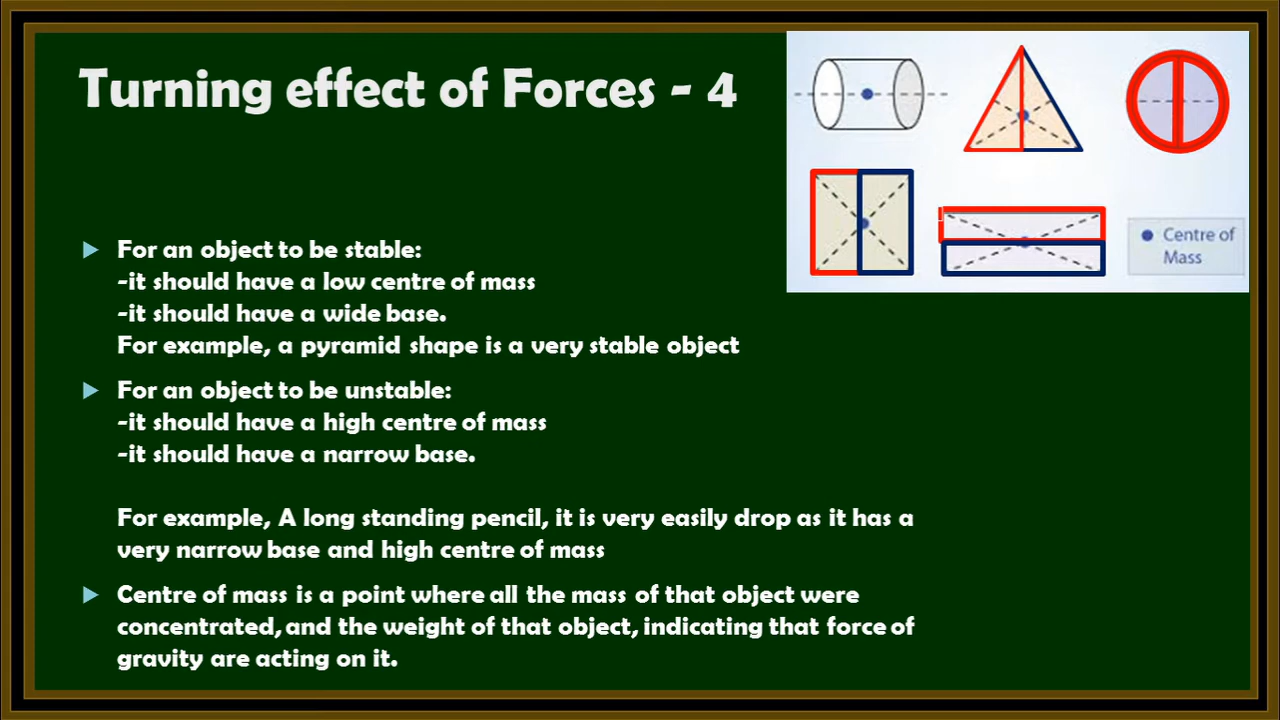 Turning effect of Forces - 4
Centre of
Mass
For an object to be stable:
-it should have a low centre of mass
-it should have a wide base.
For example, a pyramid shape is a very stable object
For an object to be unstable:
-it should have a high centre of mass
-it should have a narrow base.
For example, A long standing pencil, it is very easily drop as it has a
very narrow base and high centre of mass
Centre of mass is a point where all the mass of that object were
concentrated, and the weight of that object, indicating that force of
gravity are acting on it.